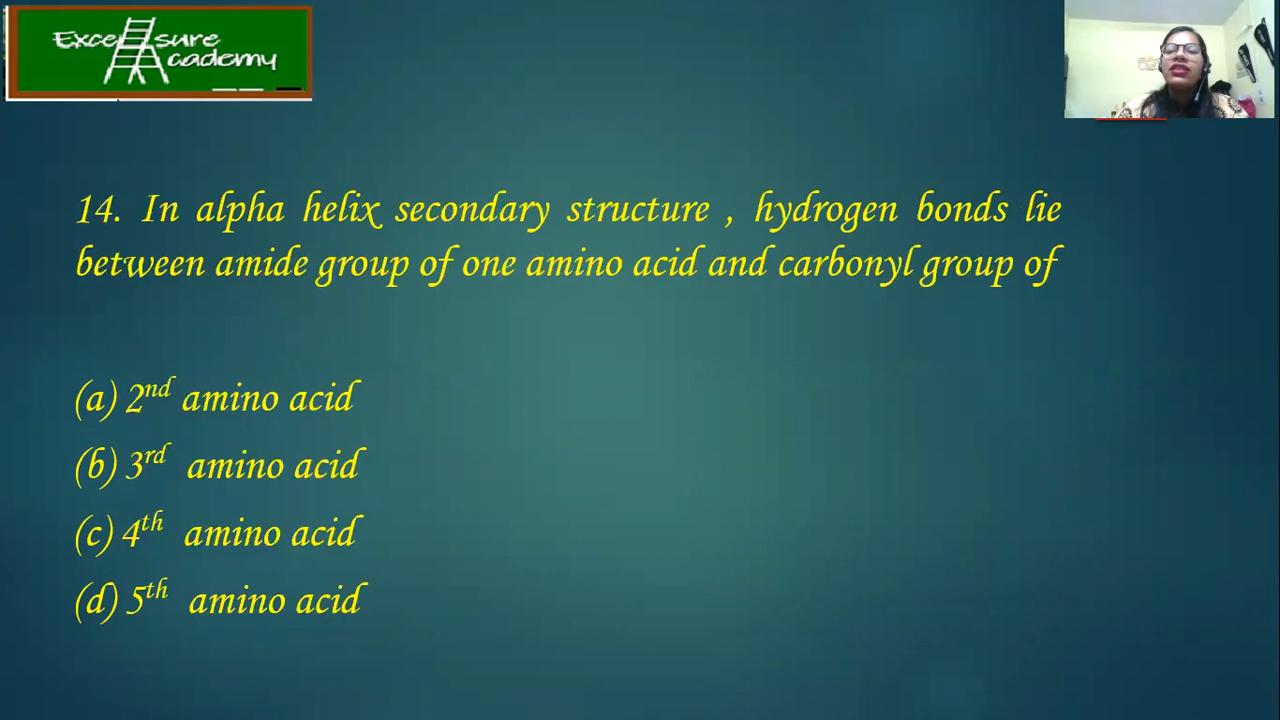 Excel sure
Academy
14. In alpha helix secondary structure , hydrogen bonds lie
between amide group of one amino acid and carbonyl group of
(a) 2nd amino acid
(b) 3rd amino acid
(c) 4th amino acid
(d) 5th amino acid